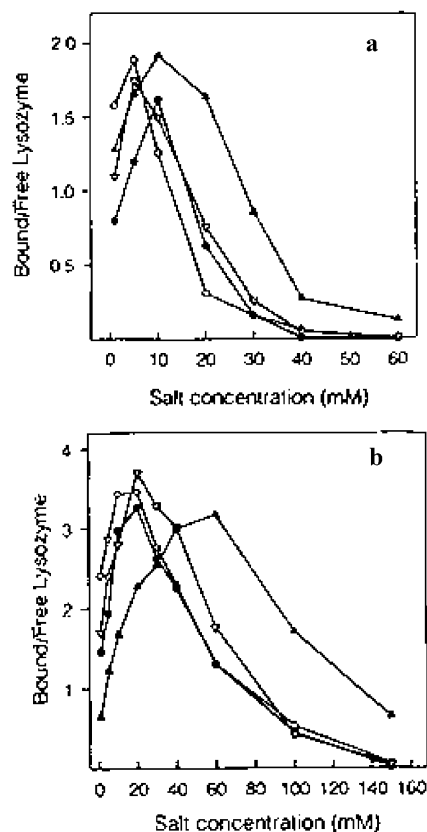 a
2.0
1.5
1.0
0.5
Bound/Free Lysozyme
0 10 20 30 40 50 60
Salt concentration (mM)
b
4
3
2
1
Bound/Free Lysozyme
0 20 40 60 80 100 120 140 160
Salt concentration (mM)